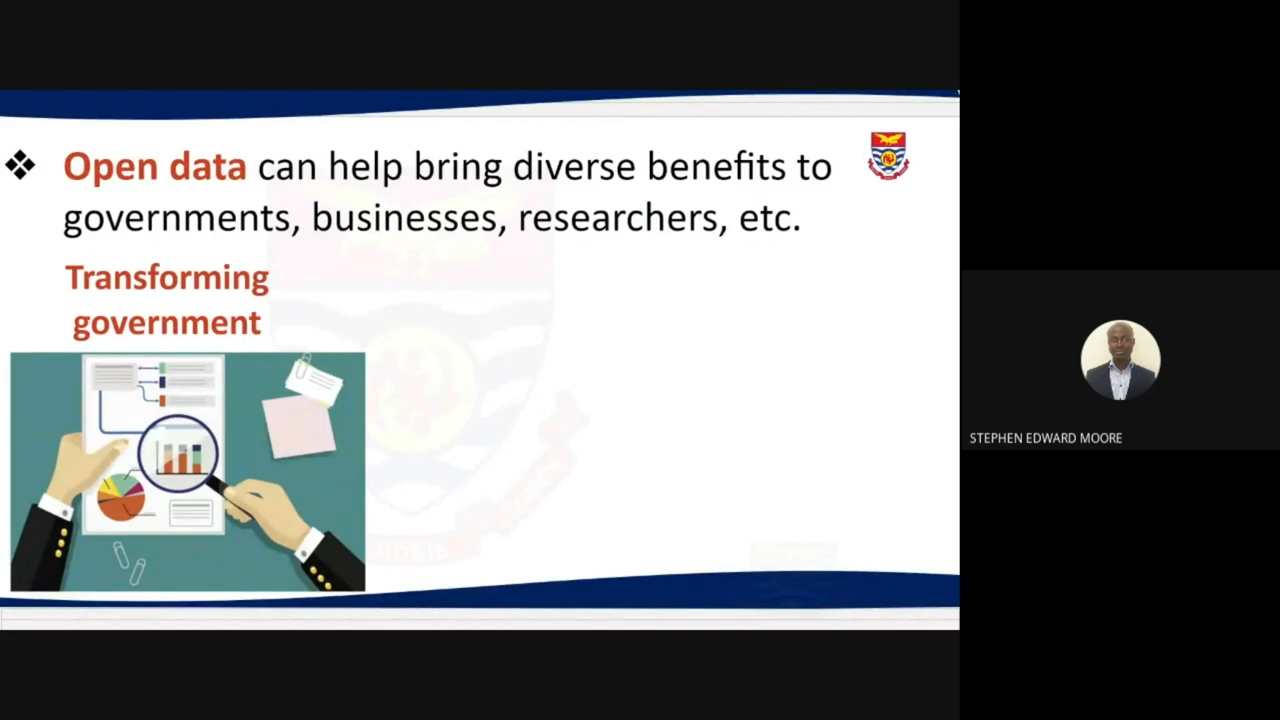 ❖ Open data can help bring diverse benefits to
governments, businesses, researchers, etc.
Transforming
government
STEPHEN EDWARD MOORE